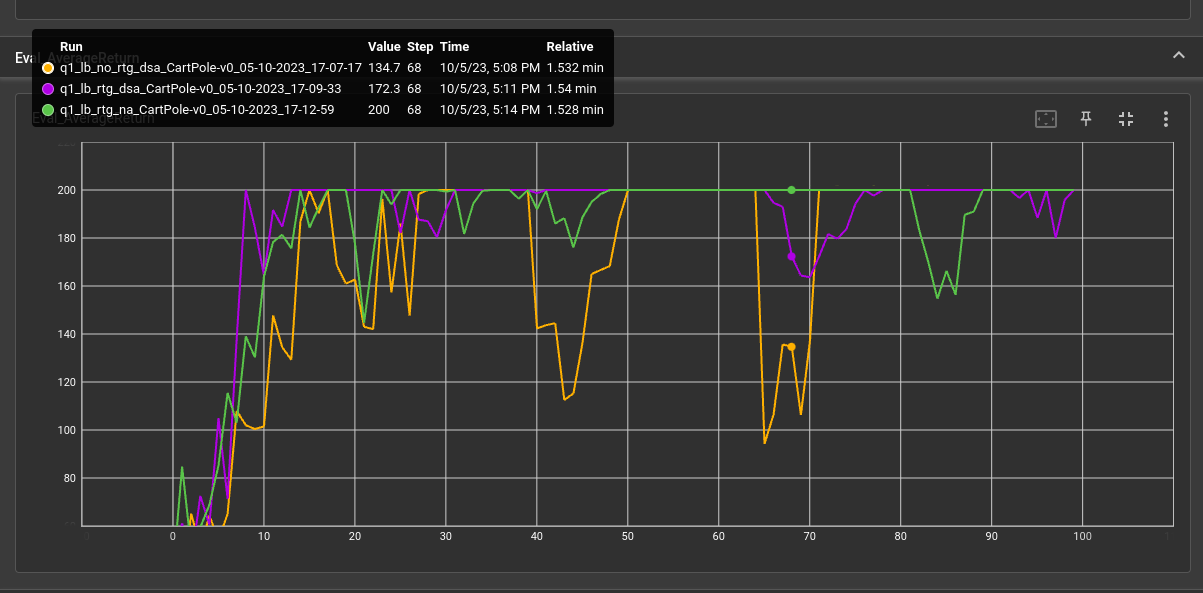 Run Value Step Time Relative
q1_lb_no_rtg_dsa_CartPole-v0_05-10-2023_17-07-17 134.7 68 10/5/23, 5:08 PM 1.532 min
q1_lb_rtg_dsa_CartPole-v0_05-10-2023_17-09-33 172.3 68 10/5/23, 5:11 PM 1.54 min
q1_lb_rtg_na_CartPole-v0_05-10-2023_17-12-59 200 68 10/5/23, 5:14 PM 1.528 min
Eval_AverageReturn
Eval_AverageReturn
200
180
160
140
120
100
80
0 10 20 30 40 50 60 70 80 90 100